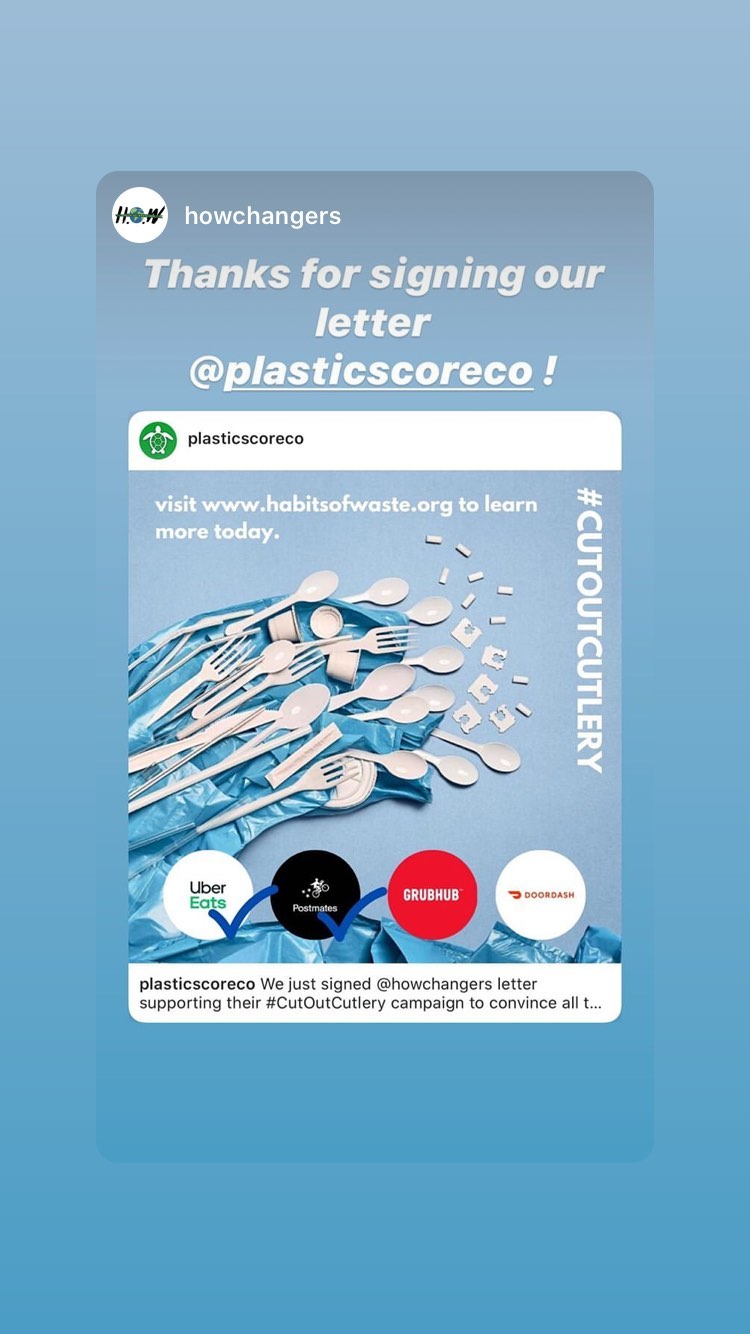 H.O.W
howchangers
Thanks for signing our
letter
@plasticscoreco !
plasticscoreco
visit www.habitsofwaste.org to learn
more today.
#CUTOUTCUTLERY
Uber
Eats
Postmates
GRUBHUB
DOORDASH
plasticscoreco We just signed @howchangers letter
supporting their #CutOutCutlery campaign to convince all t...